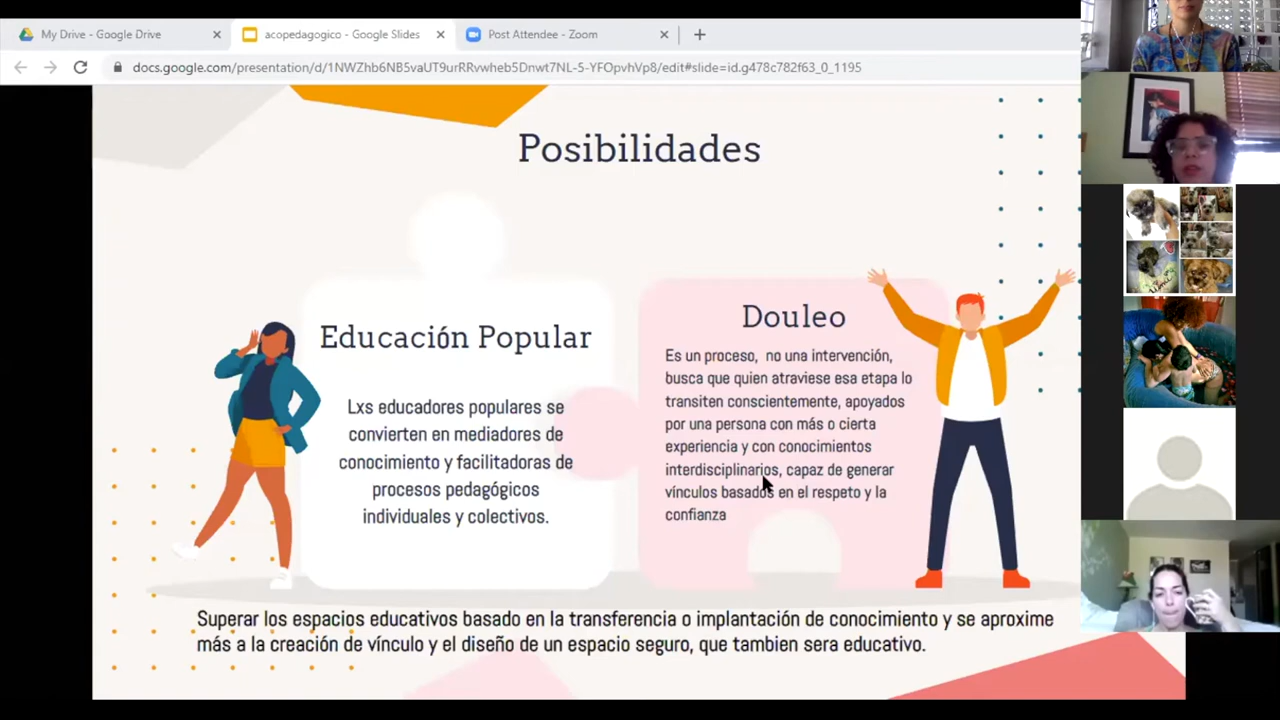 My Drive - Google Drive
acopedagogico - Google Slides
Post Attendee - Zoom
docs.google.com/presentation/d/1NWZhb6NB5vaUT9urRRvwheb5Dnwt7NL-5-YFOpvhVp8/edit#slide=id.g478c782f63_0_1195
Posibilidades
Educación Popular
Lxs educadores populares se
convierten en mediadores de
conocimiento y facilitadoras de
procesos pedagógicos
individuales y colectivos.
Douleo
Es un proceso, no una intervención,
busca que quien atraviese esa etapa lo
transiten conscientemente, apoyados
por una persona con más o cierta
experiencia y con conocimientos
interdisciplinarios, capaz de generar
vínculos basados en el respeto y la
confianza
Superar los espacios educativos basado en la transferencia o implantación de conocimiento y se aproxime
más a la creación de vínculo y el diseño de un espacio seguro, que tambien sera educativo.